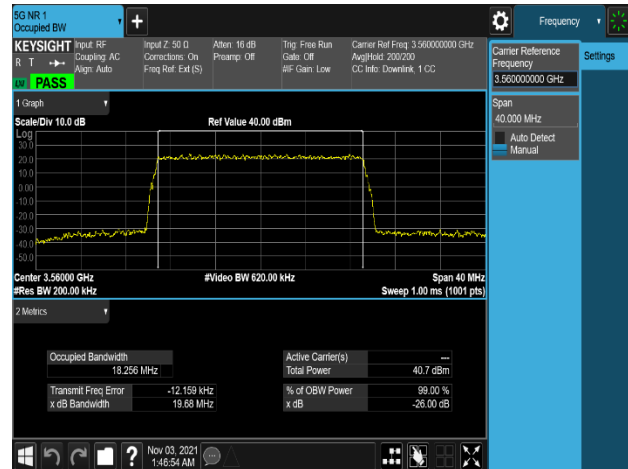 5G NR 1
Occupied BW
Frequency
KEYSIGHT
R T
PASS
Input: RF
Coupling: AC
Align: Auto
Input Z: 50 Ω
Corrections: On
Freq Ref: Ext (S)
Atten: 16 dB
Preamp: Off
Trig: Free Run
Gate: Off
#IF Gain: Low
Carrier Ref Freq: 3.560000000 GHz
Avg|Hold: 200/200
CC Info: Downlink, 1 CC
Carrier Reference
Frequency
3.560000000 GHz
Settings
Span
40.000 MHz
Auto Detect
Manual
1 Graph
Scale/Div 10.0 dB
Ref Value 40.00 dBm
Log
30.0
20.0
10.0
0.00
-10.0
-20.0
-30.0
-40.0
-50.0
Center 3.56000 GHz
#Video BW 620.00 kHz
Span 40 MHz
#Res BW 200.00 kHz
Sweep 1.00 ms (1001 pts)
2 Metrics
Occupied Bandwidth
18.256 MHz
Transmit Freq Error -12.159 kHz
x dB Bandwidth 19.68 MHz
Active Carrier(s) ---
Total Power 40.7 dBm
% of OBW Power 99.00 %
x dB -26.00 dB
?
Nov 03, 2021
1:46:54 AM